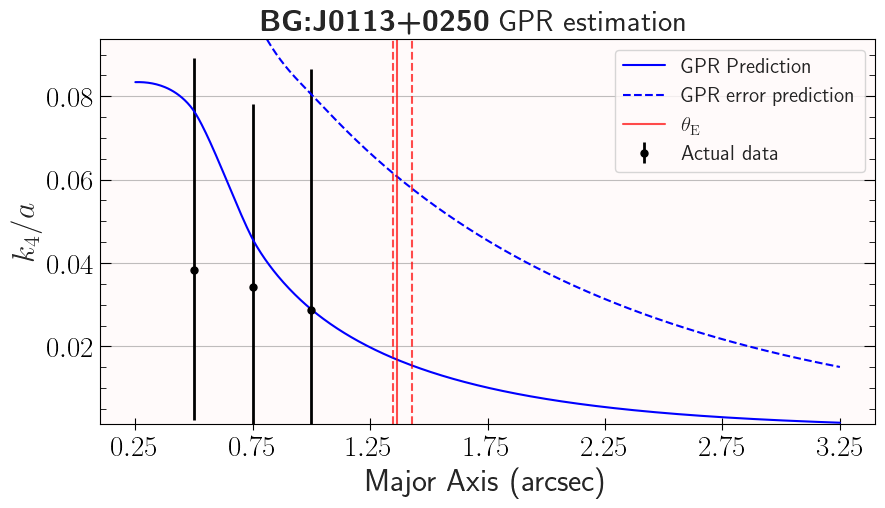 BG:J0113+0250 GPR estimation
GPR Prediction
GPR error prediction
θ_E
Actual data
0.08
0.06
0.04
0.02
k₄/a
0.25 0.75 1.25 1.75 2.25 2.75 3.25
Major Axis (arcsec)